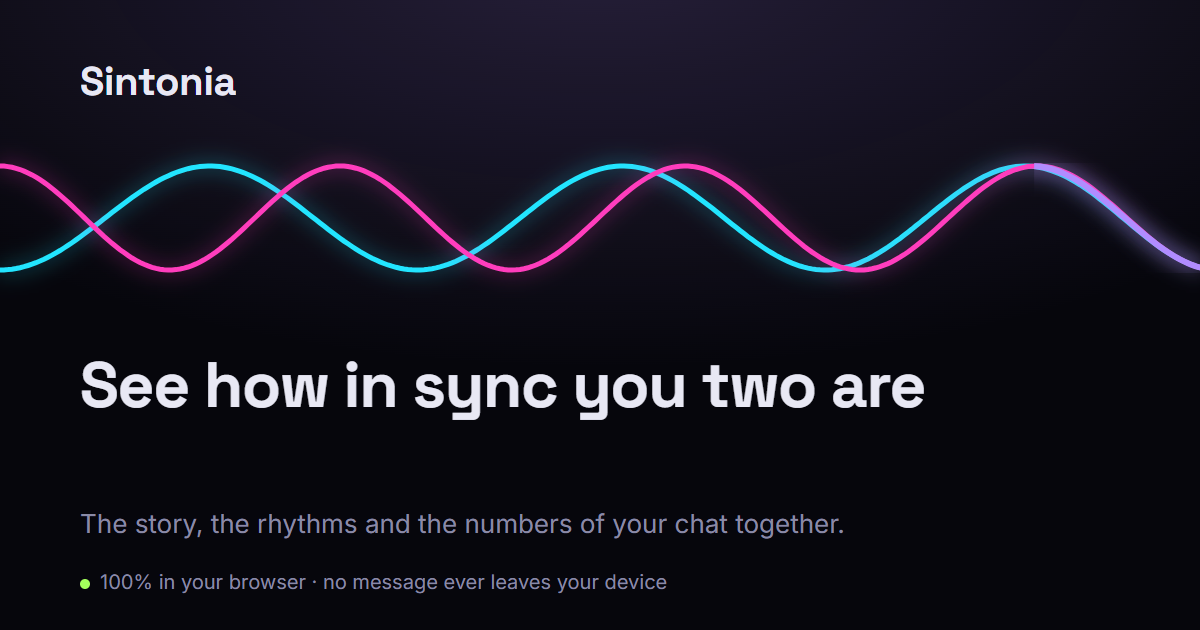 Sintonia
See how in sync you two are
The story, the rhythms and the numbers of your chat together.
100% in your browser · no message ever leaves your device